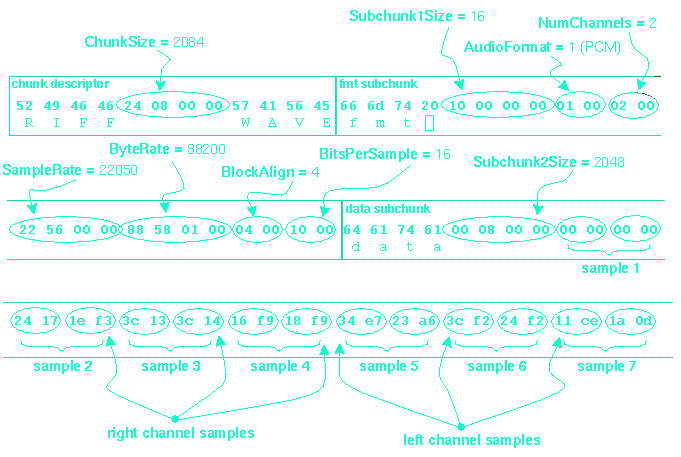 Subchunk1Size = 16
NumChannels = 2
ChunkSize = 2084
AudioFormat = 1 (PCM)
chunk descriptor
fmt subchunk
52 49 46 46 24 08 00 00 57 41 56 45 66 6d 74 20 10 00 00 00 01 00 02 00
R I F F W A V E f m t
ByteRate = 88200
BitsPerSample = 16
SampleRate = 22050
BlockAlign = 4
Subchunk2Size = 2048
data subchunk
22 56 00 00 88 58 01 00 04 00 10 00 64 61 74 61 00 08 00 00 00 00 00 00
d a t a
sample 1
24 17 1e f3 3c 13 3c 14 16 f9 18 f9 34 e7 23 a6 3c f2 24 f2 11 ce 1a 0d
sample 2 sample 3 sample 4 sample 5 sample 6 sample 7
right channel samples
left channel samples